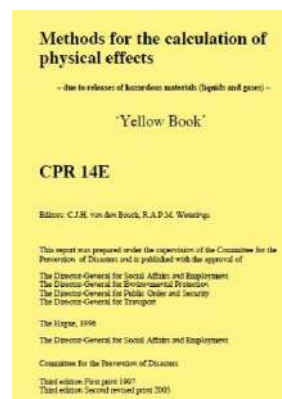 Methods for the calculation of
physical effects
– due to releases of hazardous materials (liquids and gases) –
'Yellow Book'
CPR 14E
Editors: C.J.H. van den Bosch, R.A.P.M. Weterings
This report was prepared under the supervision of the Committee for the
Prevention of Disasters and is published with the approval of
The Director-General for Social Affairs and Employment
The Director-General for Environmental Protection
The Director-General for Public Order and Security
The Director-General for Transport
The Hague, 1996
The Director-General for Social Affairs and Employment
Committee for the Prevention of Disasters
Third edition First print 1997
Third edition Second revised print 2005